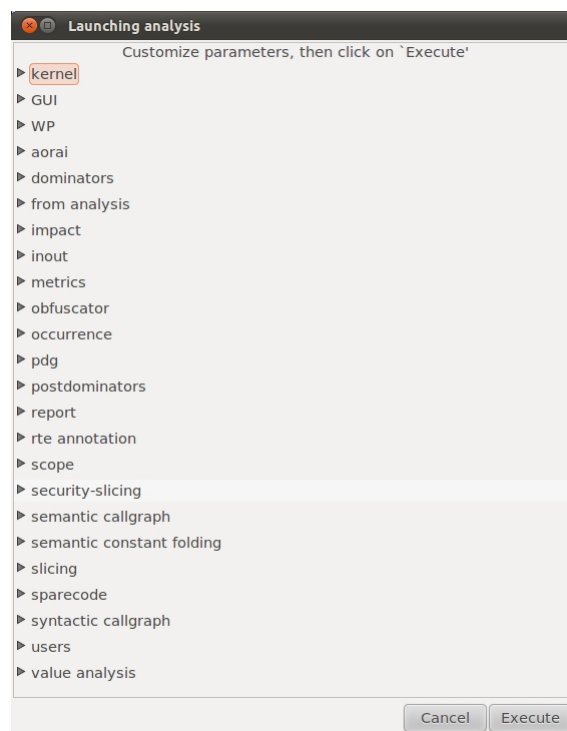 Launching analysis
Customize parameters, then click on `Execute'
kernel
GUI
WP
aorai
dominators
from analysis
impact
inout
metrics
obfuscator
occurrence
pdg
postdominators
report
rte annotation
scope
security-slicing
semantic callgraph
semantic constant folding
slicing
sparecode
syntactic callgraph
users
value analysis
Cancel Execute